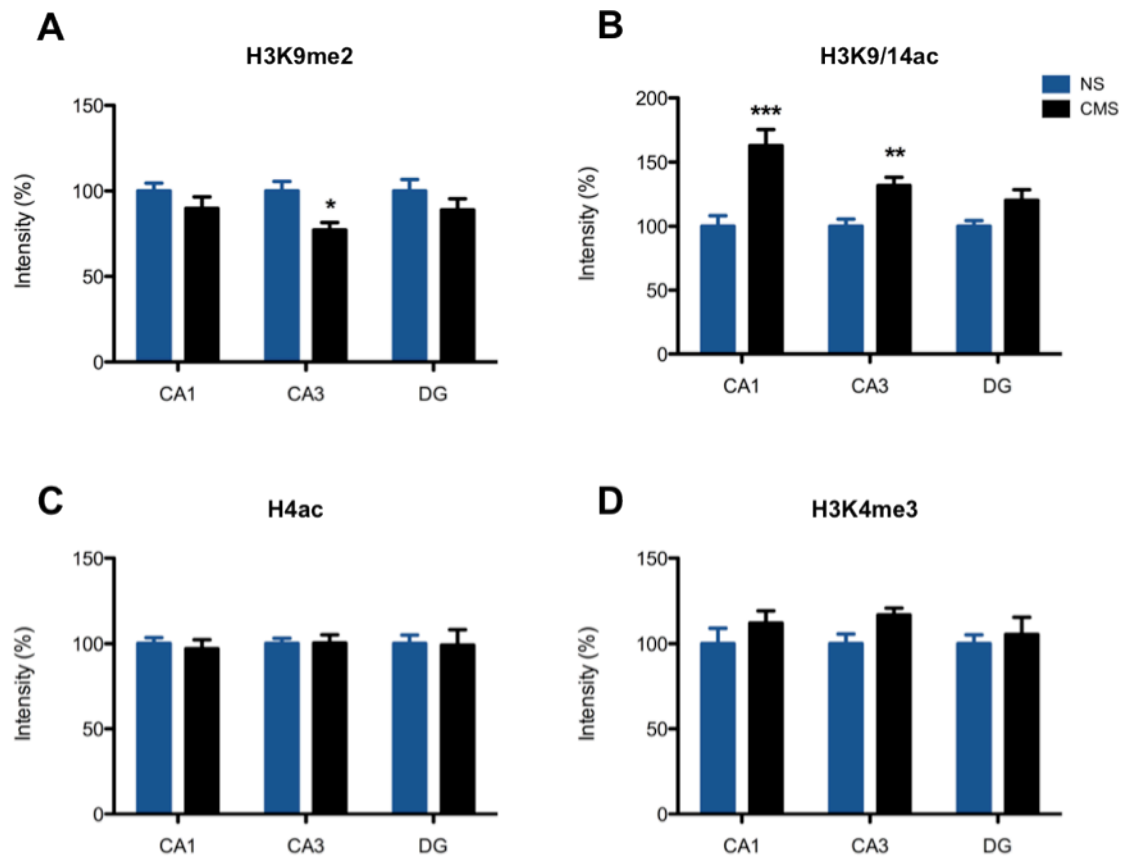 A
H3K9me2
150
100
50
0
Intensity (%)
*
CA1 CA3 DG
B
H3K9/14ac
NS
CMS
200
150
100
50
0
Intensity (%)
***
**
CA1 CA3 DG
C
H4ac
150
100
50
0
Intensity (%)
CA1 CA3 DG
D
H3K4me3
150
100
50
0
Intensity (%)
CA1 CA3 DG